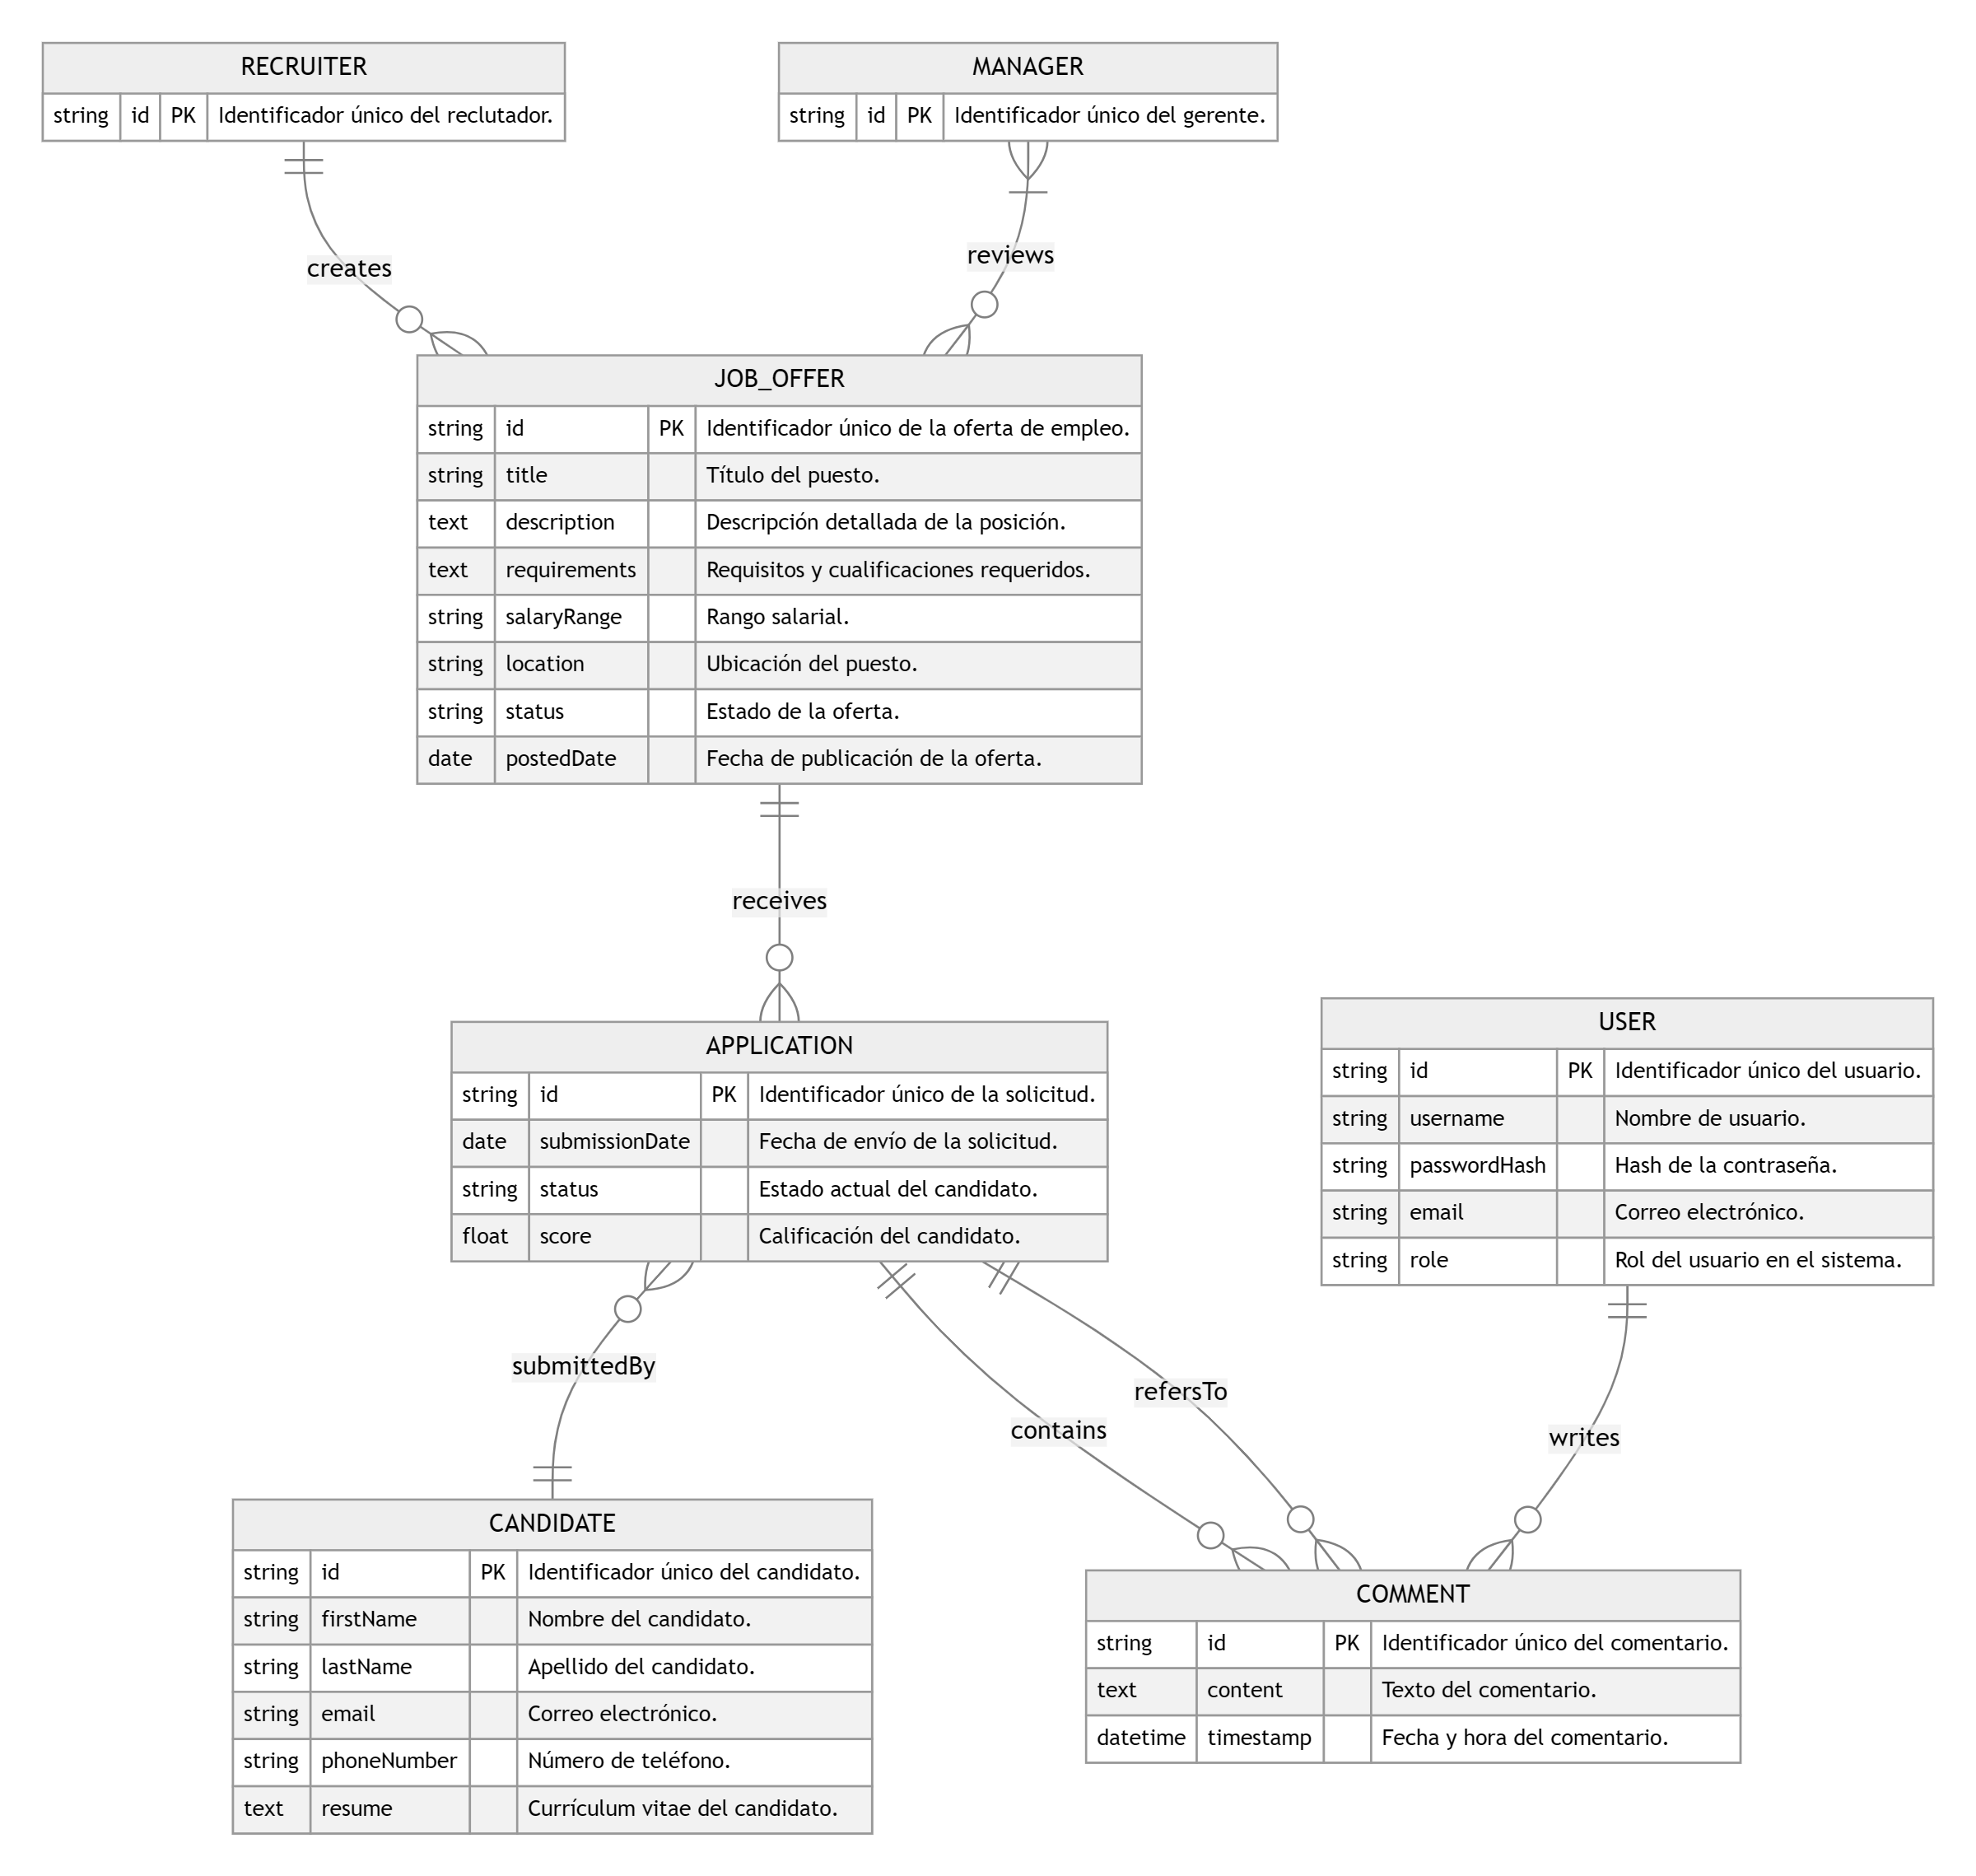 RECRUITER
string id PK Identificador único del reclutador.
MANAGER
string id PK Identificador único del gerente.
creates
reviews
JOB_OFFER
string id PK Identificador único de la oferta de empleo.
string title Título del puesto.
text description Descripción detallada de la posición.
text requirements Requisitos y cualificaciones requeridos.
string salaryRange Rango salarial.
string location Ubicación del puesto.
string status Estado de la oferta.
date postedDate Fecha de publicación de la oferta.
receives
APPLICATION
string id PK Identificador único de la solicitud.
date submissionDate Fecha de envío de la solicitud.
string status Estado actual del candidato.
float score Calificación del candidato.
USER
string id PK Identificador único del usuario.
string username Nombre de usuario.
string passwordHash Hash de la contraseña.
string email Correo electrónico.
string role Rol del usuario en el sistema.
submittedBy
refersTo
contains
writes
CANDIDATE
string id PK Identificador único del candidato.
string firstName Nombre del candidato.
string lastName Apellido del candidato.
string email Correo electrónico.
string phoneNumber Número de teléfono.
text resume Currículum vitae del candidato.
COMMENT
string id PK Identificador único del comentario.
text content Texto del comentario.
datetime timestamp Fecha y hora del comentario.